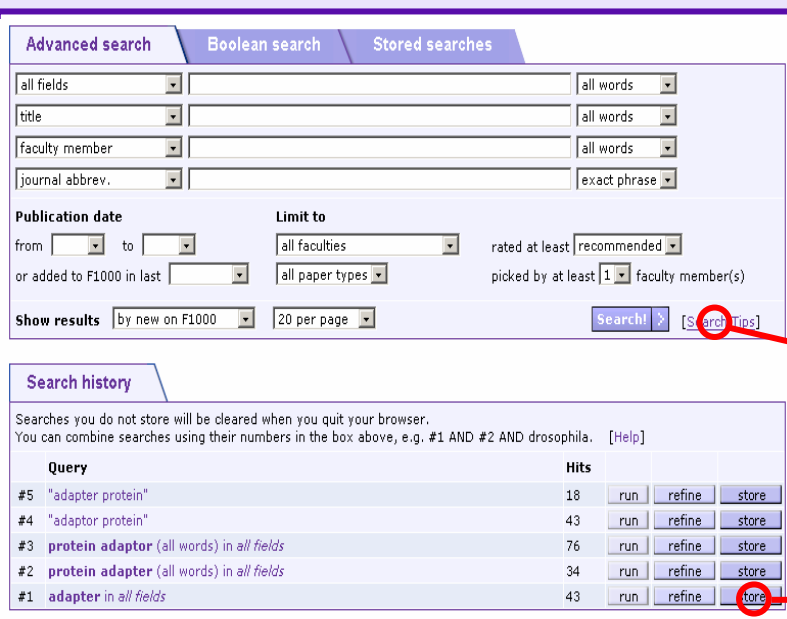 Advanced search Boolean search Stored searches
all fields all words
title all words
faculty member all words
journal abbrev. exact phrase
Publication date Limit to
from to all faculties rated at least recommended
or added to F1000 in last all paper types picked by at least 1 faculty member(s)
Show results by new on F1000 20 per page Search! [Search Tips]
Search history
Searches you do not store will be cleared when you quit your browser.
You can combine searches using their numbers in the box above, e.g. #1 AND #2 AND drosophila. [Help]
Query Hits
#5 "adapter protein" 18 run refine store
#4 "adaptor protein" 43 run refine store
#3 protein adaptor (all words) in all fields 76 run refine store
#2 protein adapter (all words) in all fields 34 run refine store
#1 adapter in all fields 43 run refine store